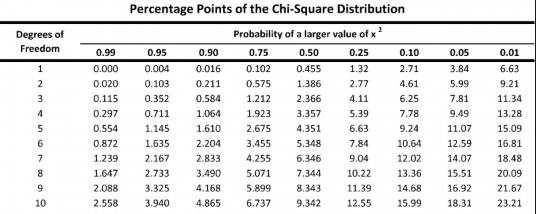 Percentage Points of the Chi-Square Distribution
Degrees of Freedom Probability of a larger value of x ²
0.99 0.95 0.90 0.75 0.50 0.25 0.10 0.05 0.01
1 0.000 0.004 0.016 0.102 0.455 1.32 2.71 3.84 6.63
2 0.020 0.103 0.211 0.575 1.386 2.77 4.61 5.99 9.21
3 0.115 0.352 0.584 1.212 2.366 4.11 6.25 7.81 11.34
4 0.297 0.711 1.064 1.923 3.357 5.39 7.78 9.49 13.28
5 0.554 1.145 1.610 2.675 4.351 6.63 9.24 11.07 15.09
6 0.872 1.635 2.204 3.455 5.348 7.84 10.64 12.59 16.81
7 1.239 2.167 2.833 4.255 6.346 9.04 12.02 14.07 18.48
8 1.647 2.733 3.490 5.071 7.344 10.22 13.36 15.51 20.09
9 2.088 3.325 4.168 5.899 8.343 11.39 14.68 16.92 21.67
10 2.558 3.940 4.865 6.737 9.342 12.55 15.99 18.31 23.21